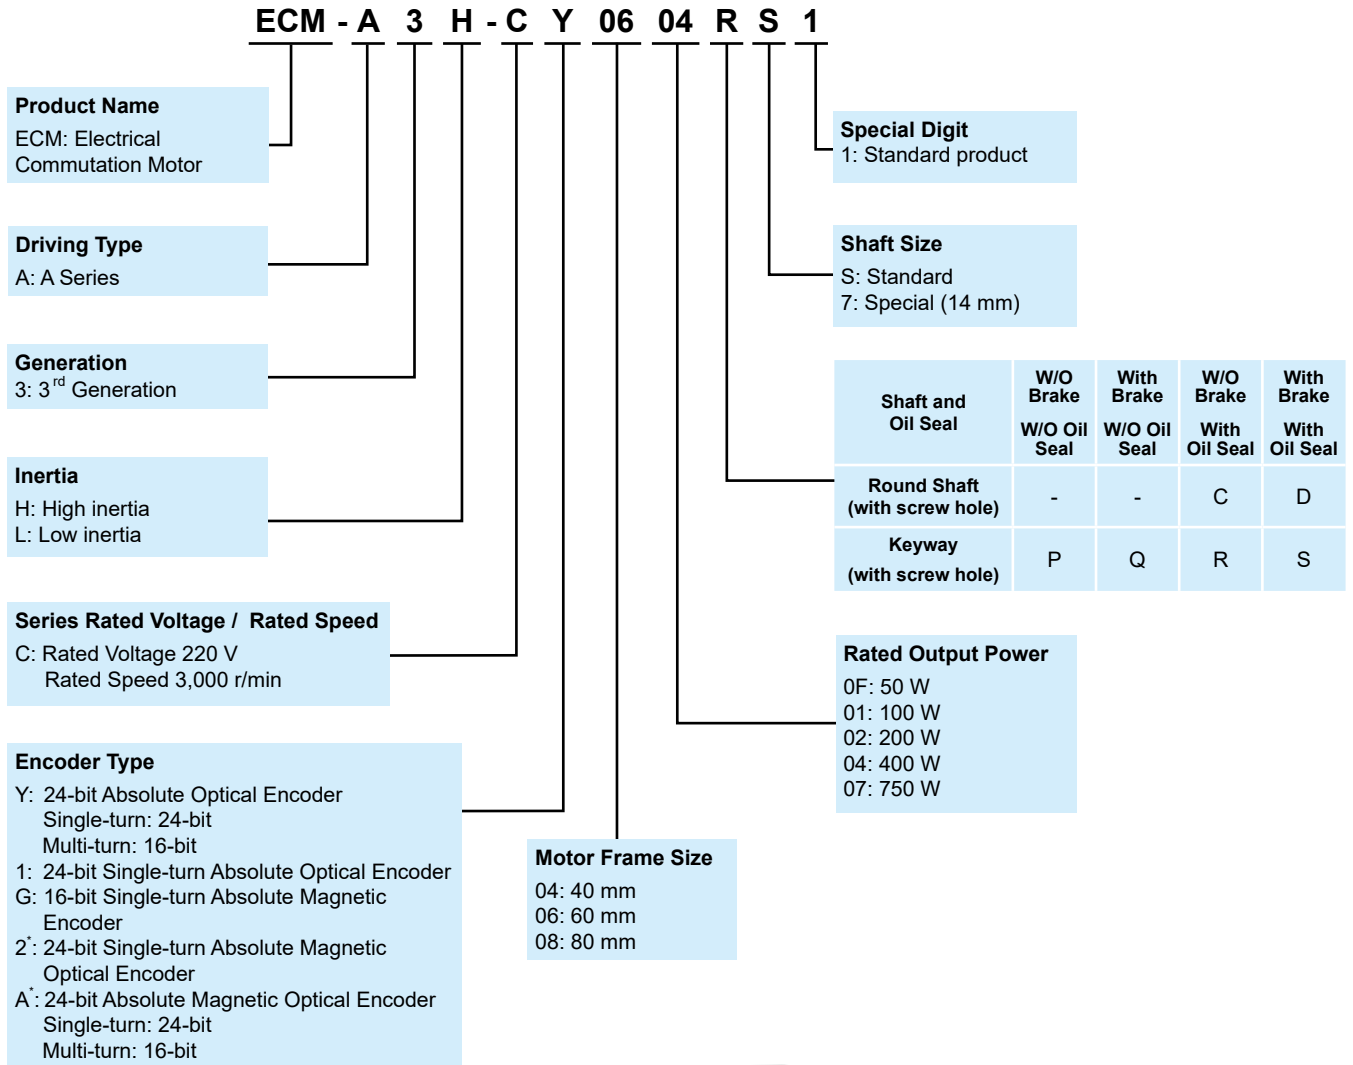 ECM - A 3 H - C Y 06 04 R S 1
Product Name
ECM: Electrical
Commutation Motor
Driving Type
A: A Series
Generation
3: 3rd Generation
Inertia
H: High inertia
L: Low inertia
Series Rated Voltage / Rated Speed
C: Rated Voltage 220 V
Rated Speed 3,000 r/min
Encoder Type
Y: 24-bit Absolute Optical Encoder
Single-turn: 24-bit
Multi-turn: 16-bit
1: 24-bit Single-turn Absolute Optical Encoder
G: 16-bit Single-turn Absolute Magnetic
Encoder
2*: 24-bit Single-turn Absolute Magnetic
Optical Encoder
A*: 24-bit Absolute Magnetic Optical Encoder
Single-turn: 24-bit
Multi-turn: 16-bit
Motor Frame Size
04: 40 mm
06: 60 mm
08: 80 mm
Special Digit
1: Standard product
Shaft Size
S: Standard
7: Special (14 mm)
Shaft and
Oil Seal
W/O
Brake
W/O Oil
Seal
With
Brake
W/O Oil
Seal
W/O
Brake
With
Oil Seal
With
Brake
With
Oil Seal
Round Shaft
(with screw hole)
- - C D
Keyway
(with screw hole)
P Q R S
Rated Output Power
0F: 50 W
01: 100 W
02: 200 W
04: 400 W
07: 750 W